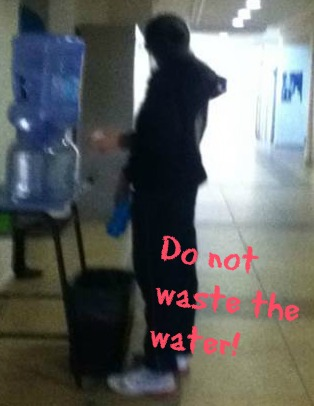 Do not
waste the
water!